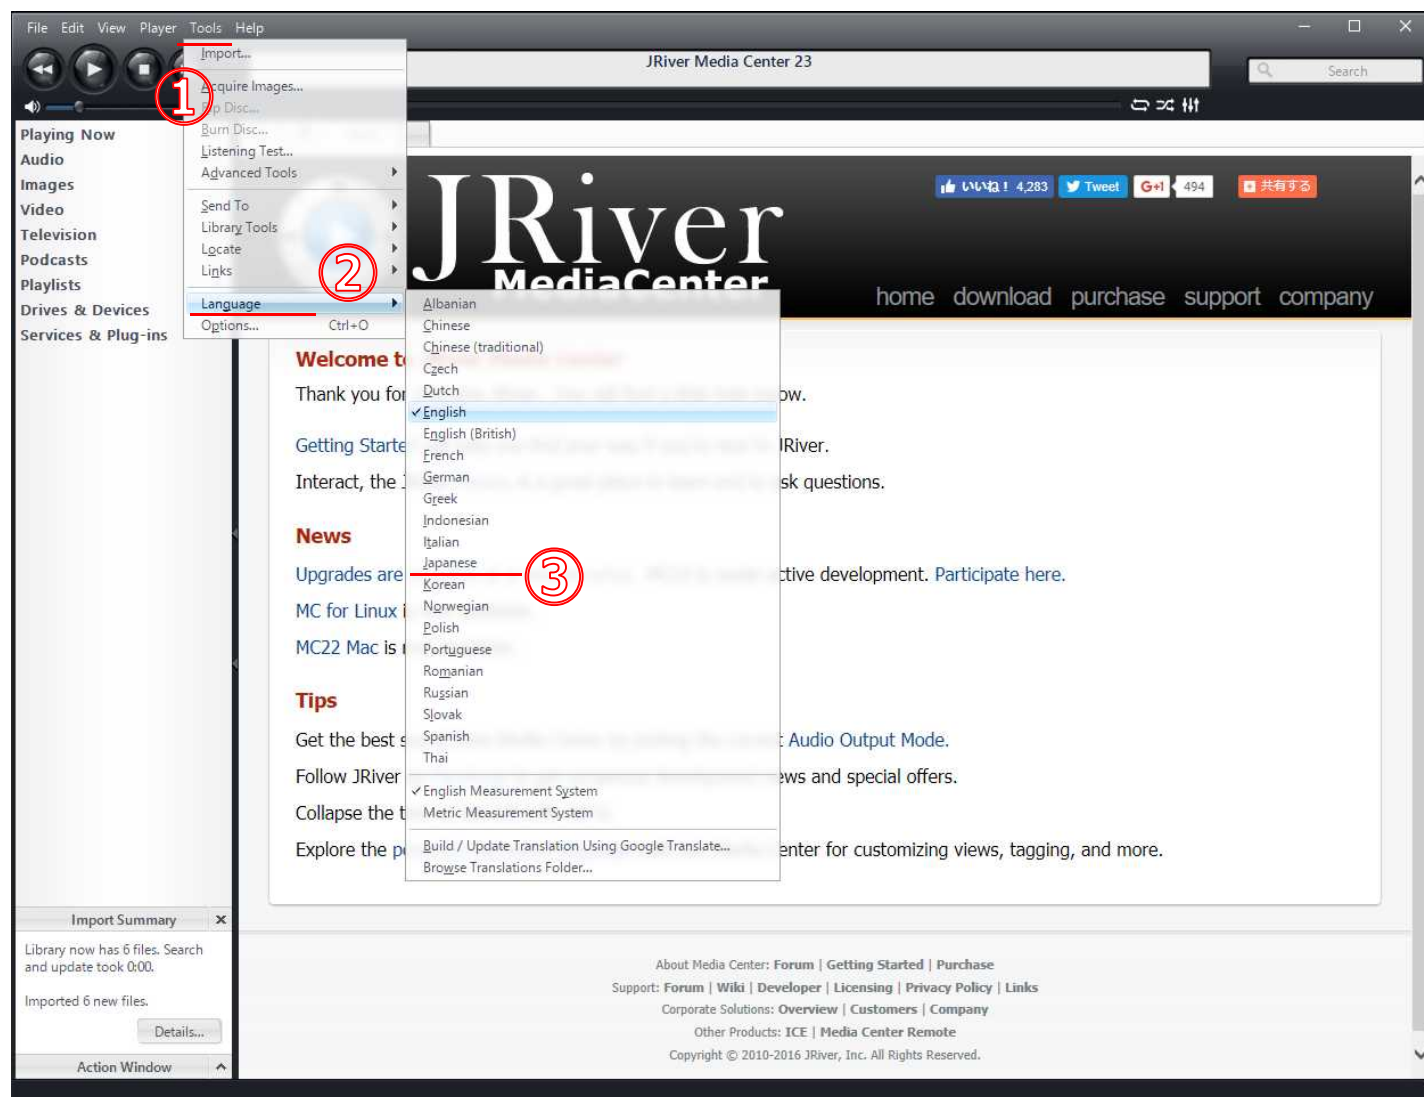 File Edit View Player Tools Help
JRiver Media Center 23
Search
Import...
Acquire Images...
Rip Disc...
Burn Disc...
Listening Test...
Advanced Tools
Send To
Library Tools
Locate
Links
Language
Options... Ctrl+O
①
②
③
Playing Now
Audio
Images
Video
Television
Podcasts
Playlists
Drives & Devices
Services & Plug-ins
JRiver
MediaCenter
いいね！ 4,283 Tweet G+1 494 共有する
home download purchase support company
Albanian
Chinese
Chinese (traditional)
Czech
Dutch
English
English (British)
French
German
Greek
Indonesian
Italian
Japanese
Korean
Norwegian
Polish
Portuguese
Romanian
Russian
Slovak
Spanish
Thai
English Measurement System
Metric Measurement System
Build / Update Translation Using Google Translate...
Browse Translations Folder...
Welcome
Thank you for
Getting JRiver.
Interact, the questions.
News
Upgrades are development. Participate here.
MC for Linux
MC22 Mac is
Tips
Get the best Audio Output Mode.
Follow JRiver and special offers.
Collapse the
Explore the for customizing views, tagging, and more.
Import Summary
Library now has 6 files. Search
and update took 0:00.
Imported 6 new files.
Details...
Action Window
About Media Center: Forum | Getting Started | Purchase
Support: Forum | Wiki | Developer | Licensing | Privacy Policy | Links
Corporate Solutions: Overview | Customers | Company
Other Products: ICE | Media Center Remote
Copyright © 2010-2016 JRiver, Inc. All Rights Reserved.